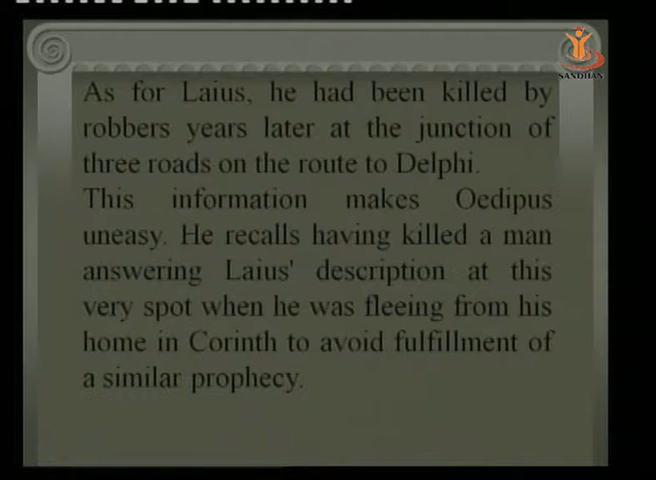 SANDHAN
As for Laius, he had been killed by
robbers years later at the junction of
three roads on the route to Delphi.
This information makes Oedipus
uneasy. He recalls having killed a man
answering Laius' description at this
very spot when he was fleeing from his
home in Corinth to avoid fulfillment of
a similar prophecy.